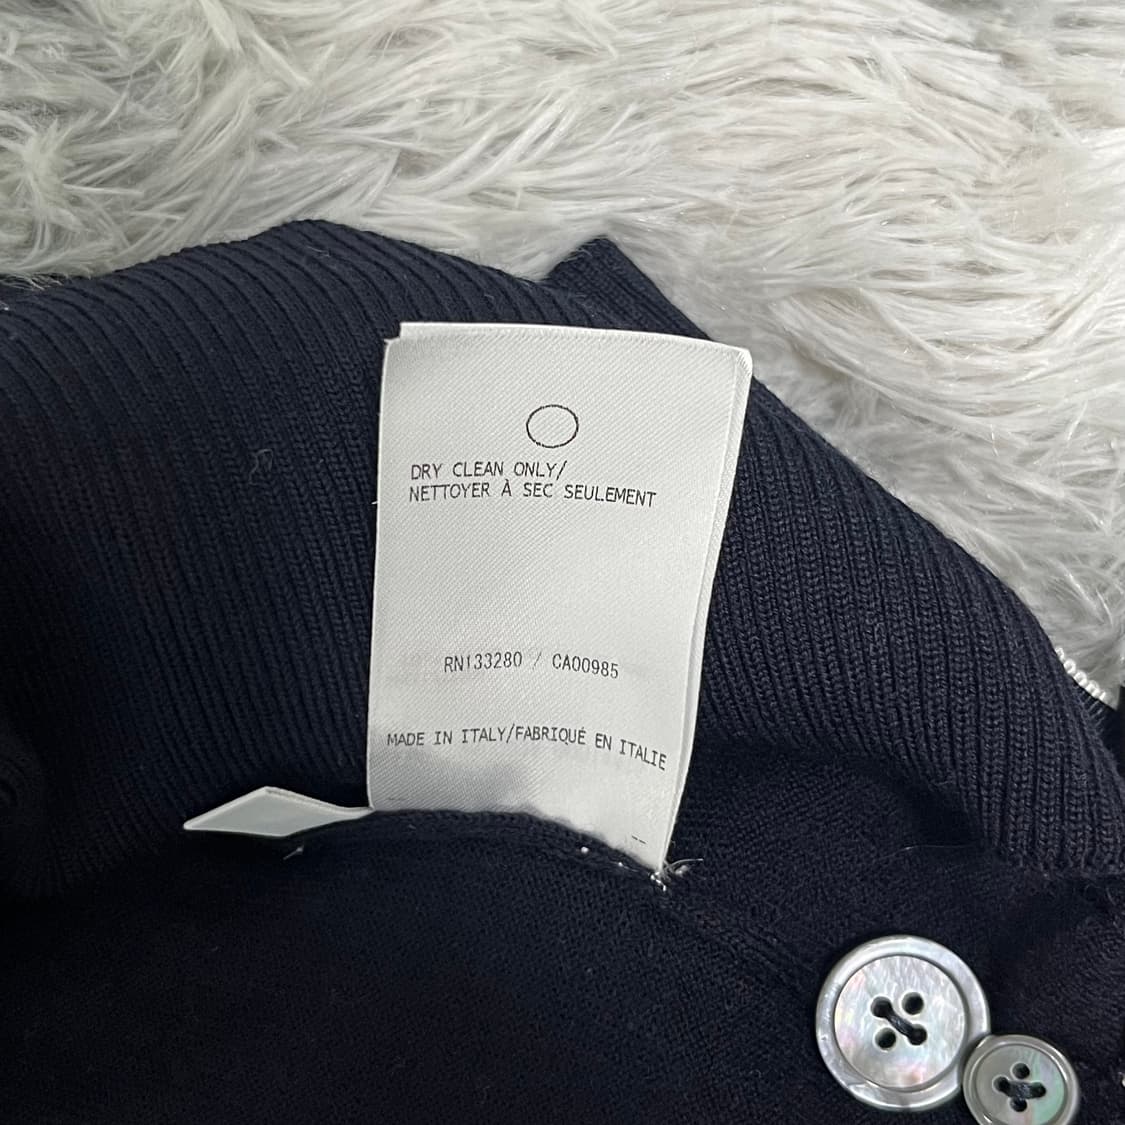 DRY CLEAN ONLY/
NETTOYER À SEC SEULEMENT
RN133280 / CA00985
MADE IN ITALY/FABRIQUÉ EN ITALIE